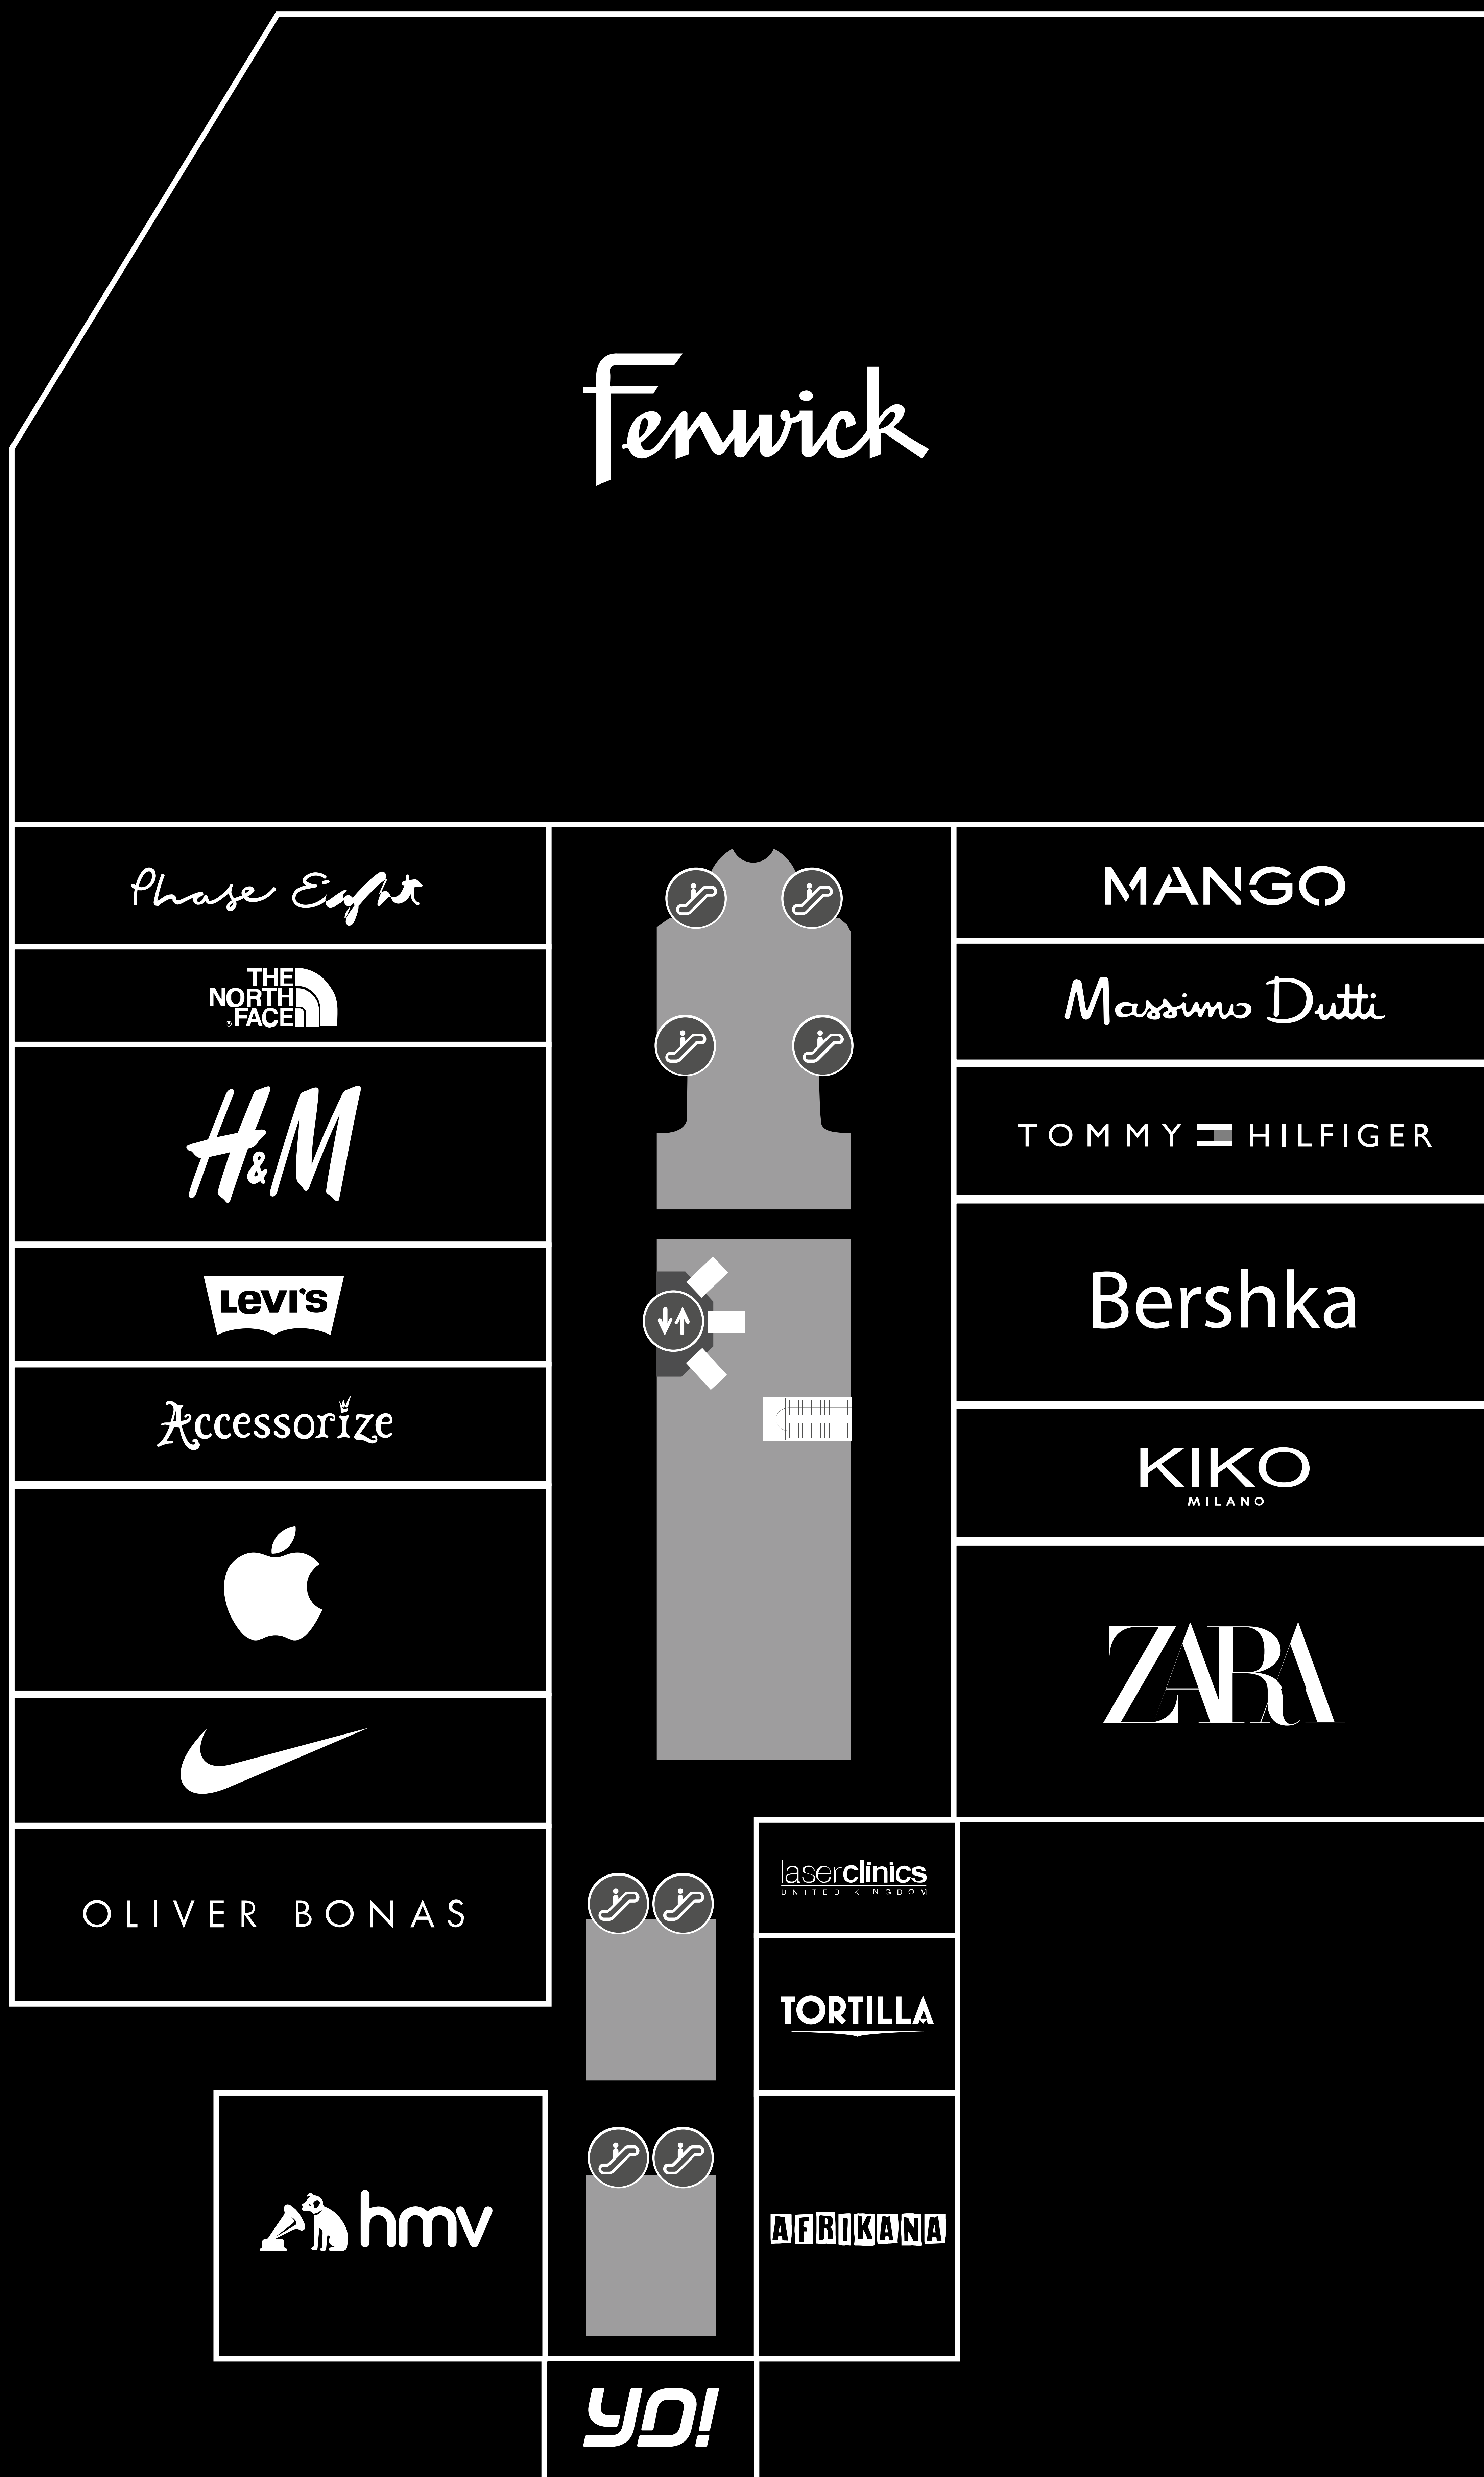 Fenwick
Phase Eight
MANGO
THE
NORTH
FACE
Massimo Dutti
H&M
TOMMY HILFIGER
Levi's
Bershka
Accessorize
KIKO
MILANO
ZARA
OLIVER BONAS
laserclinics
UNITED KINGDOM
TORTILLA
hmv
AFRIKANA
YO!